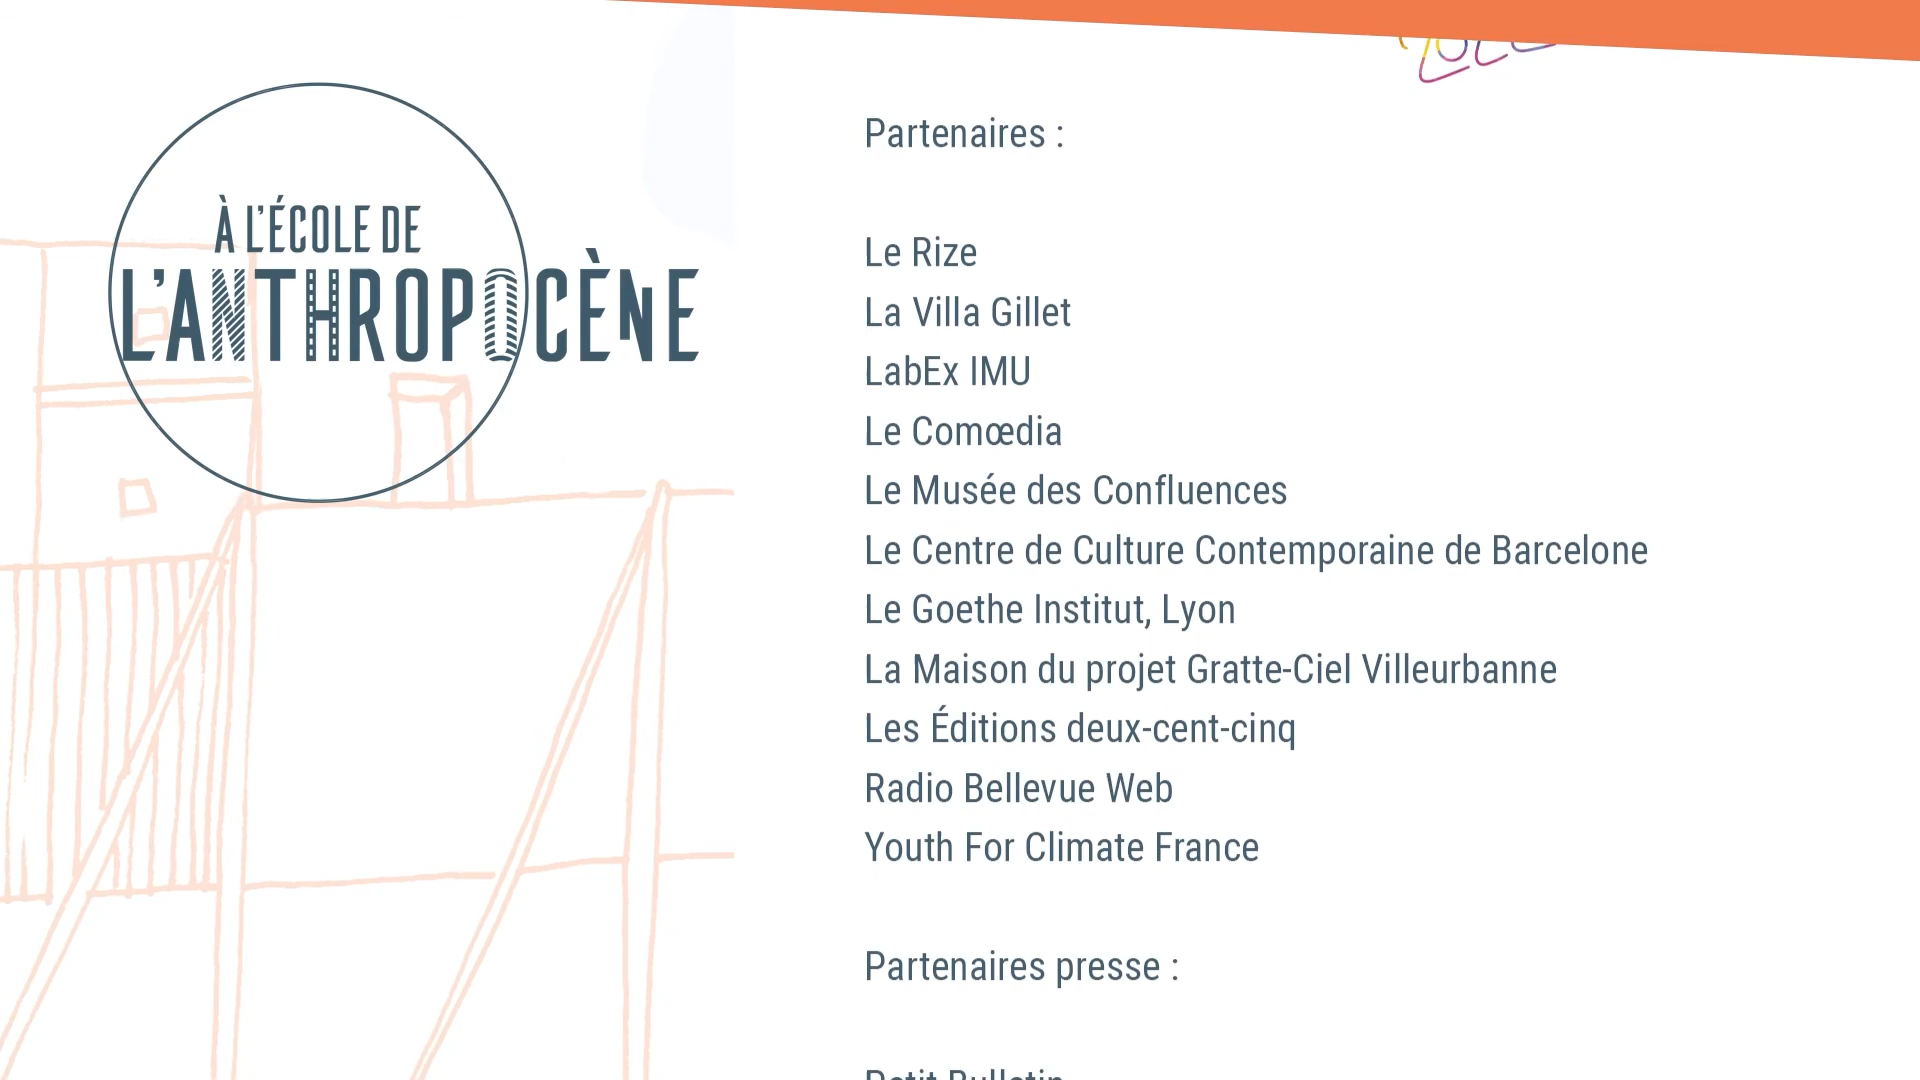 À L'ÉCOLE DE
L'ANTHROPOCÈNE
Partenaires :
Le Rize
La Villa Gillet
LabEx IMU
Le Comœdia
Le Musée des Confluences
Le Centre de Culture Contemporaine de Barcelone
Le Goethe Institut, Lyon
La Maison du projet Gratte-Ciel Villeurbanne
Les Éditions deux-cent-cinq
Radio Bellevue Web
Youth For Climate France
Partenaires presse :
Petit Bulletin